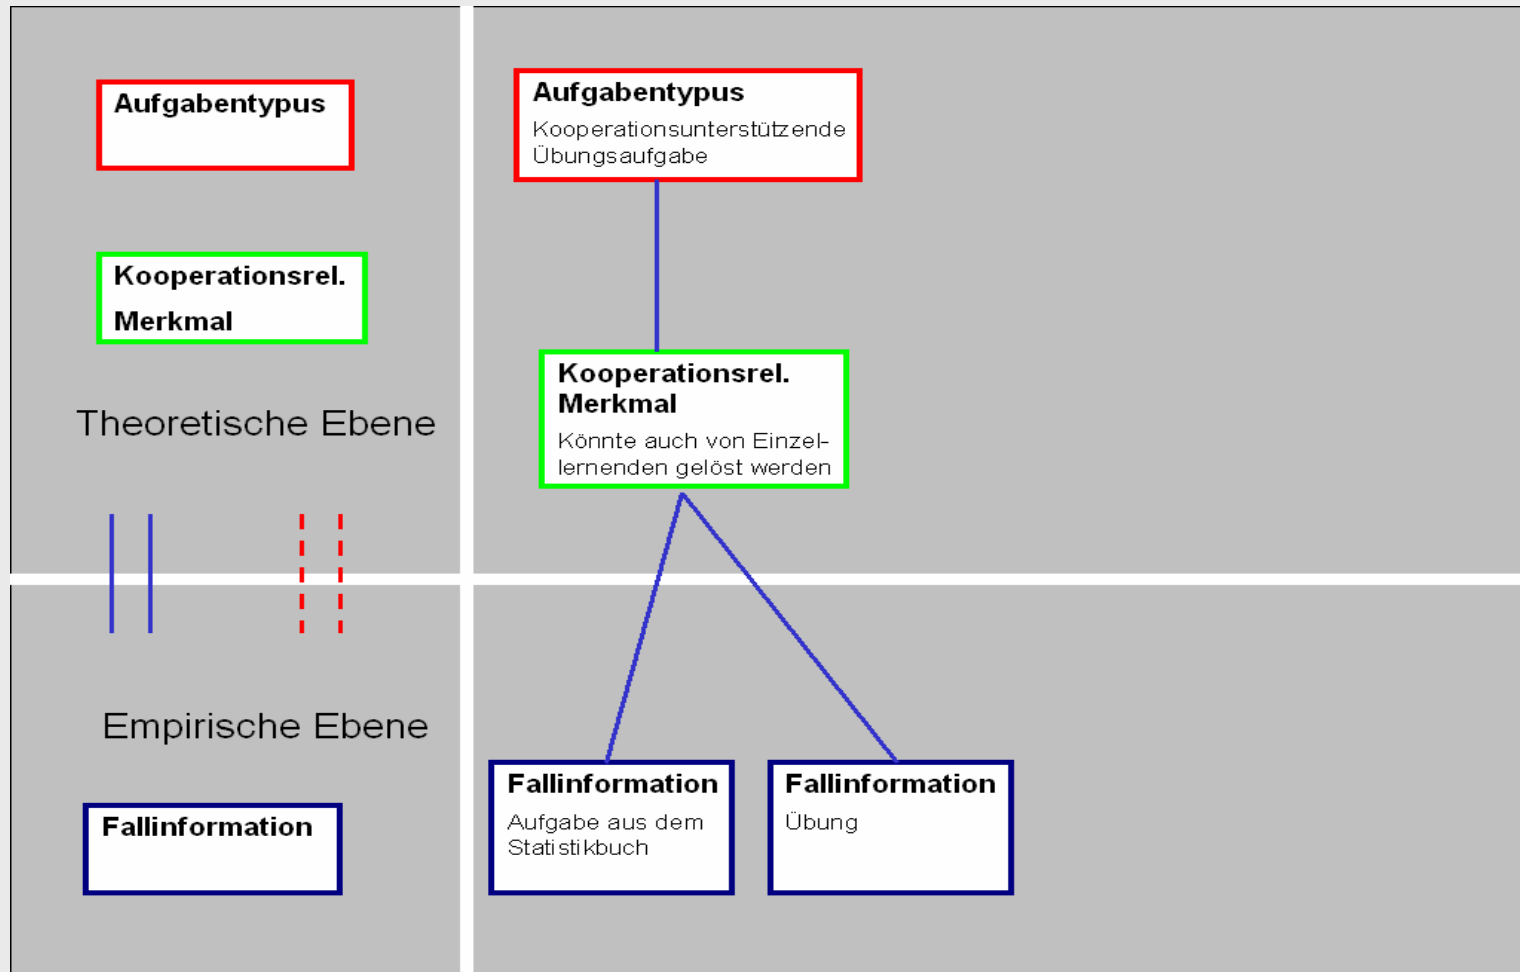 Aufgabentypus
Kooperationsrel.
Merkmal
Theoretische Ebene
Empirische Ebene
Fallinformation
Aufgabentypus
Kooperationsunterstützende
Übungsaufgabe
Kooperationsrel.
Merkmal
Könnte auch von Einzel-
lernenden gelöst werden
Fallinformation
Aufgabe aus dem
Statistikbuch
Fallinformation
Übung